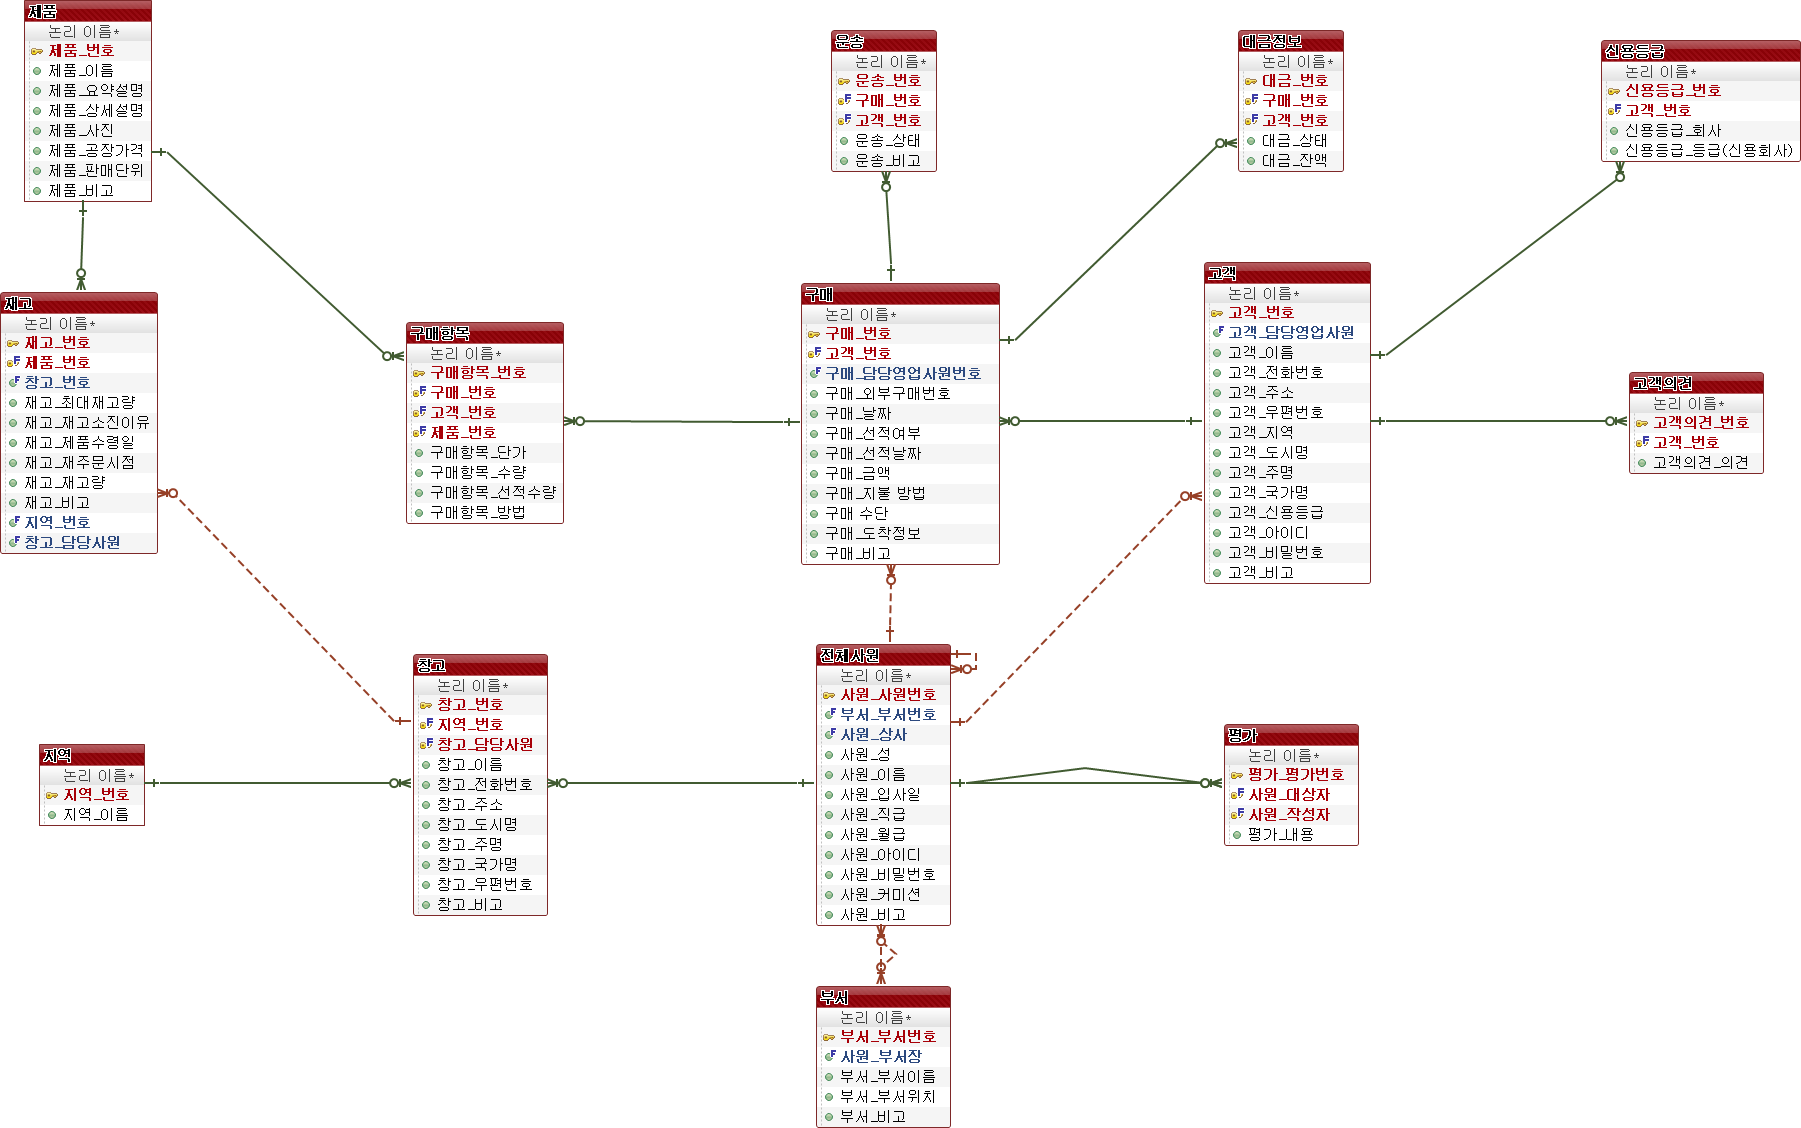 제품
논리 이름*
제품_번호
제품_이름
제품_요약설명
제품_상세설명
제품_사진
제품_공장가격
제품_판매단위
제품_비고
운송
논리 이름*
운송_번호
구매_번호
고객_번호
운송_상태
운송_비고
대금정보
논리 이름*
대금_번호
구매_번호
고객_번호
대금_상태
대금_잔액
신용등급
논리 이름*
신용등급_번호
고객_번호
신용등급_회사
신용등급_등급(신용회사)
재고
논리 이름*
재고_번호
제품_번호
창고_번호
재고_최대재고량
재고_재고소진이유
재고_제품수령일
재고_재주문시점
재고_재고량
재고_비고
지역_번호
창고_담당사원
구매항목
논리 이름*
구매항목_번호
구매_번호
고객_번호
제품_번호
구매항목_단가
구매항목_수량
구매항목_선적수량
구매항목_방법
구매
논리 이름*
구매_번호
고객_번호
구매_담당영업사원번호
구매_외부구매번호
구매_날짜
구매_선적여부
구매_선적날짜
구매_금액
구매_지불 방법
구매 수단
구매_도착정보
구매_비고
고객
논리 이름*
고객_번호
고객_담당영업사원
고객_이름
고객_전화번호
고객_주소
고객_우편번호
고객_지역
고객_도시명
고객_주명
고객_국가명
고객_신용등급
고객_아이디
고객_비밀번호
고객_비고
고객의견
논리 이름*
고객의견_번호
고객_번호
고객의견_의견
지역
논리 이름*
지역_번호
지역_이름
창고
논리 이름*
창고_번호
지역_번호
창고_담당사원
창고_이름
창고_전화번호
창고_주소
창고_도시명
창고_주명
창고_국가명
창고_우편번호
창고_비고
전체사원
논리 이름*
사원_사원번호
부서_부서번호
사원_상사
사원_성
사원_이름
사원_입사일
사원_직급
사원_월급
사원_아이디
사원_비밀번호
사원_커미션
사원_비고
평가
논리 이름*
평가_평가번호
사원_대상자
사원_작성자
평가_내용
부서
논리 이름*
부서_부서번호
사원_부서장
부서_부서이름
부서_부서위치
부서_비고